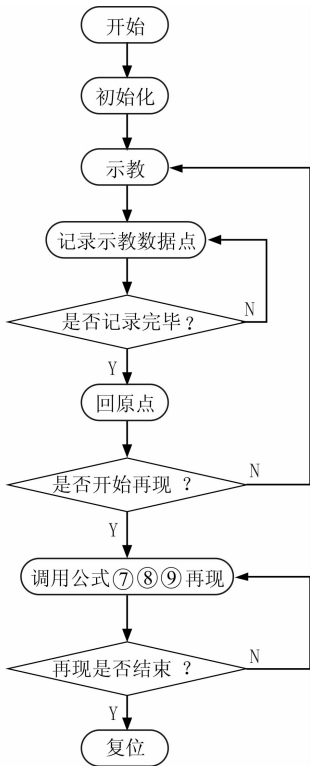 开始
初始化
示教
记录示教数据点
是否记录完毕？
N
Y
回原点
是否开始再现 ？
N
Y
调用公式⑦⑧⑨再现
再现是否结束 ？
N
Y
复位